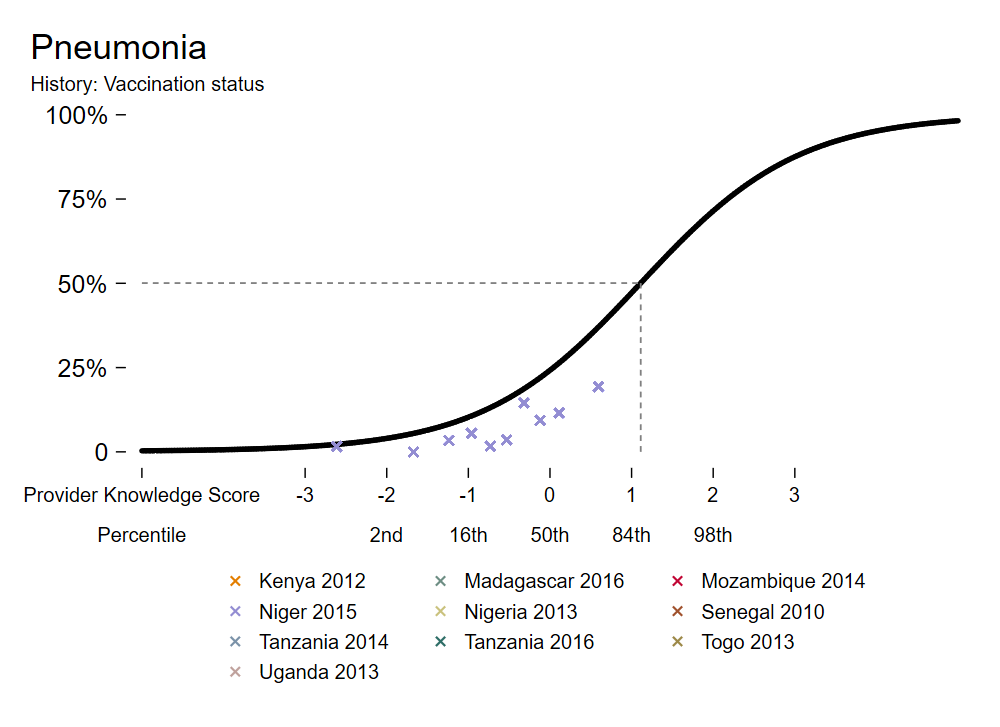 Pneumonia
History: Vaccination status
100%
75%
50%
25%
0
Provider Knowledge Score -3 -2 -1 0 1 2 3
Percentile 2nd 16th 50th 84th 98th
Kenya 2012 Madagascar 2016 Mozambique 2014
Niger 2015 Nigeria 2013 Senegal 2010
Tanzania 2014 Tanzania 2016 Togo 2013
Uganda 2013